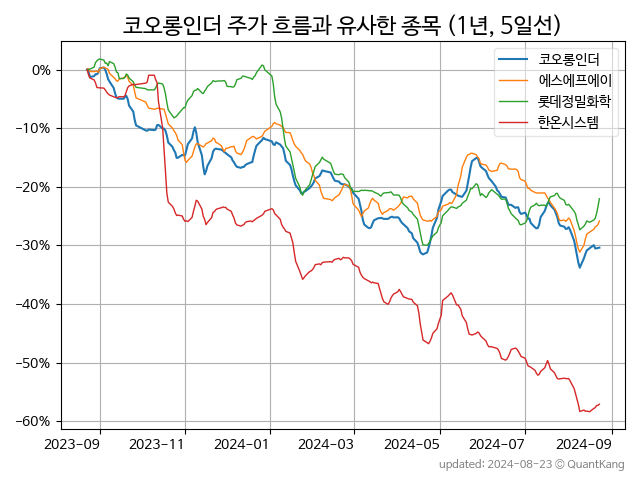 코오롱인더 주가 흐름과 유사한 종목 (1년, 5일선)
코오롱인더
에스에프에이
롯데정밀화학
한온시스템
0%
−10%
−20%
−30%
−40%
−50%
−60%
2023-09 2023-11 2024-01 2024-03 2024-05 2024-07 2024-09
updated: 2024-08-23 © QuantKang